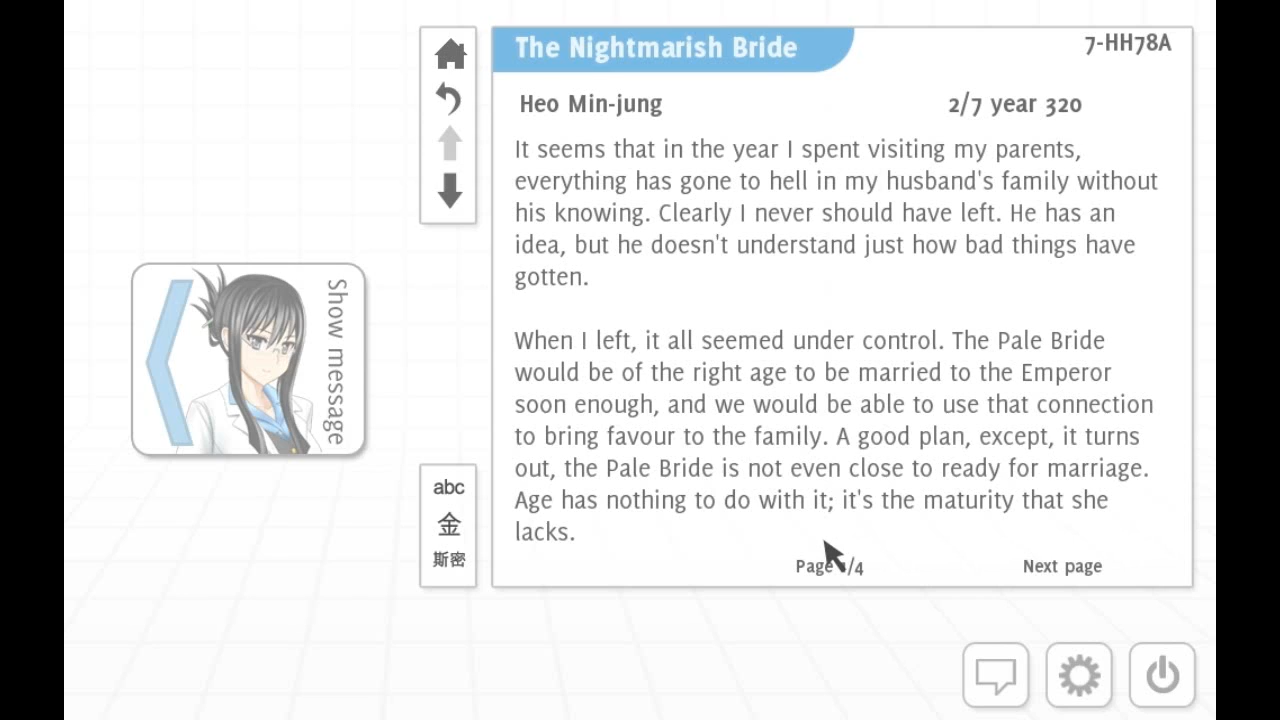 The Nightmarish Bride
7-HH78A
Heo Min-jung
2/7 year 320
It seems that in the year I spent visiting my parents,
everything has gone to hell in my husband's family without
his knowing. Clearly I never should have left. He has an
idea, but he doesn't understand just how bad things have
gotten.
When I left, it all seemed under control. The Pale Bride
would be of the right age to be married to the Emperor
soon enough, and we would be able to use that connection
to bring favour to the family. A good plan, except, it turns
out, the Pale Bride is not even close to ready for marriage.
Age has nothing to do with it; it's the maturity that she
lacks.
Page /4
Next page
Show message
abc
金
斯密